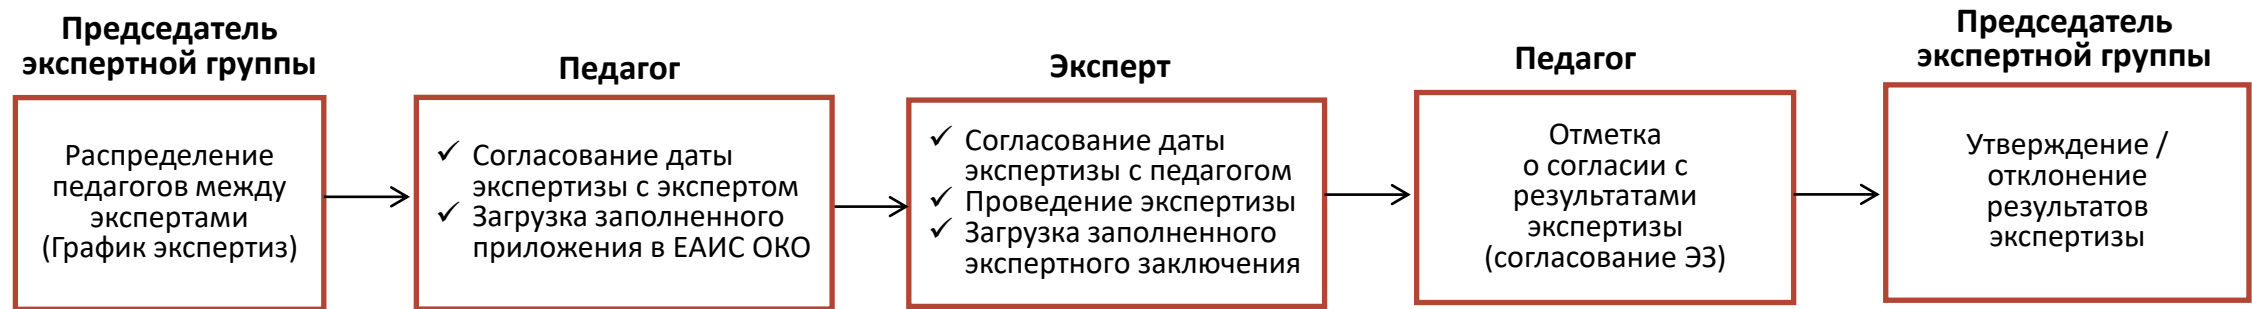 Председатель
экспертной группы
Распределение
педагогов между
экспертами
(График экспертиз)
Педагог
✓ Согласование даты
экспертизы с экспертом
✓ Загрузка заполненного
приложения в ЕАИС ОКО
Эксперт
✓ Согласование даты
экспертизы с педагогом
✓ Проведение экспертизы
✓ Загрузка заполненного
экспертного заключения
Педагог
Отметка
о согласии с
результатами
экспертизы
(согласование ЭЗ)
Председатель
экспертной группы
Утверждение /
отклонение
результатов
экспертизы